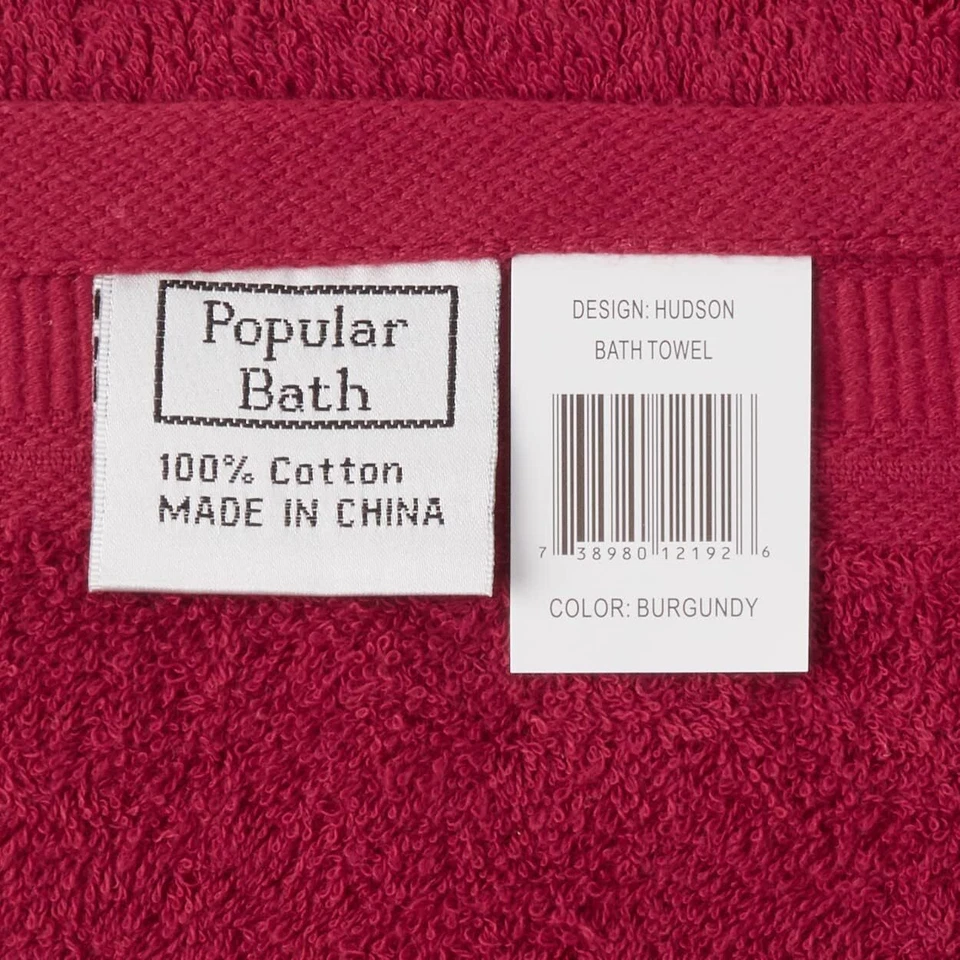 Popular
Bath
100% Cotton
MADE IN CHINA
DESIGN: HUDSON
BATH TOWEL
7 38980 12192 6
COLOR: BURGUNDY